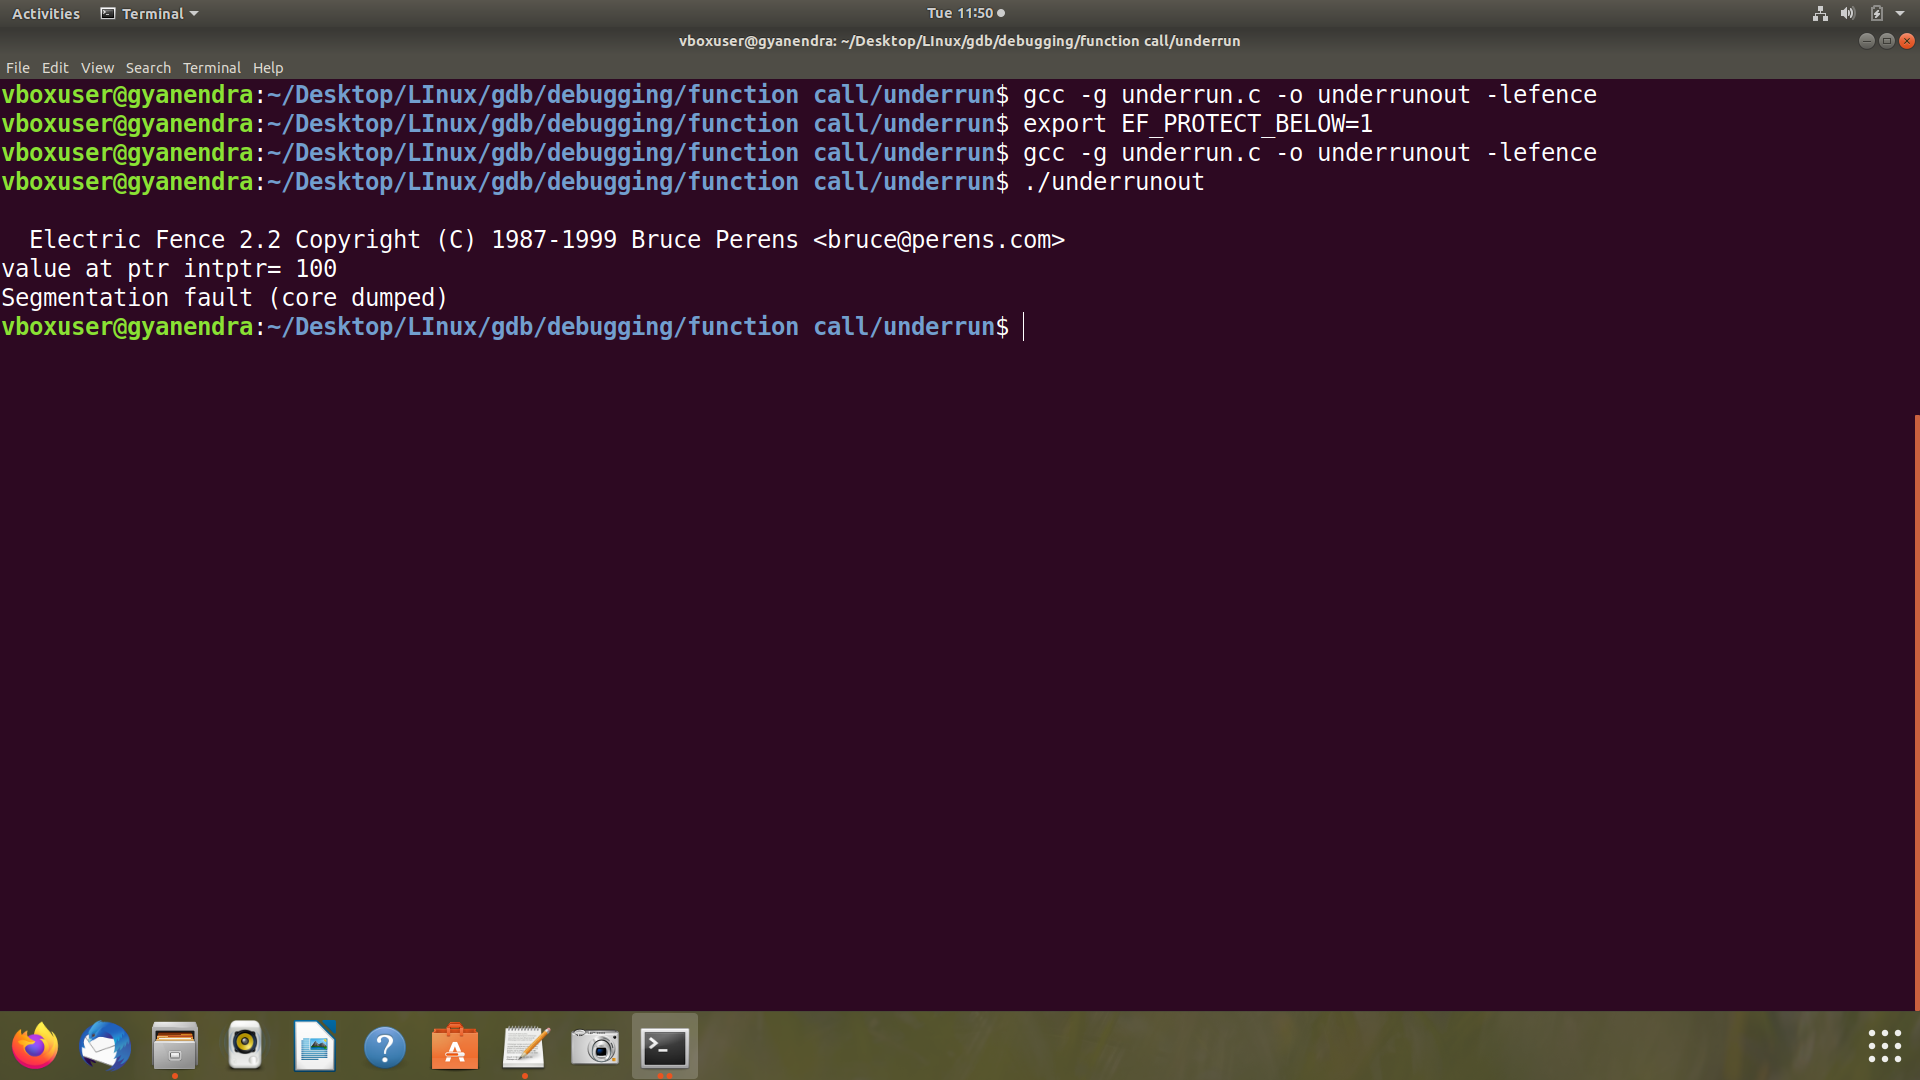 Activities Terminal Tue 11:50
vboxuser@gyanendra: ~/Desktop/LInux/gdb/debugging/function call/underrun
File Edit View Search Terminal Help
vboxuser@gyanendra:~/Desktop/LInux/gdb/debugging/function call/underrun$ gcc -g underrun.c -o underrunout -lefence
vboxuser@gyanendra:~/Desktop/LInux/gdb/debugging/function call/underrun$ export EF_PROTECT_BELOW=1
vboxuser@gyanendra:~/Desktop/LInux/gdb/debugging/function call/underrun$ gcc -g underrun.c -o underrunout -lefence
vboxuser@gyanendra:~/Desktop/LInux/gdb/debugging/function call/underrun$ ./underrunout
Electric Fence 2.2 Copyright (C) 1987-1999 Bruce Perens <bruce@perens.com>
value at ptr intptr= 100
Segmentation fault (core dumped)
vboxuser@gyanendra:~/Desktop/LInux/gdb/debugging/function call/underrun$